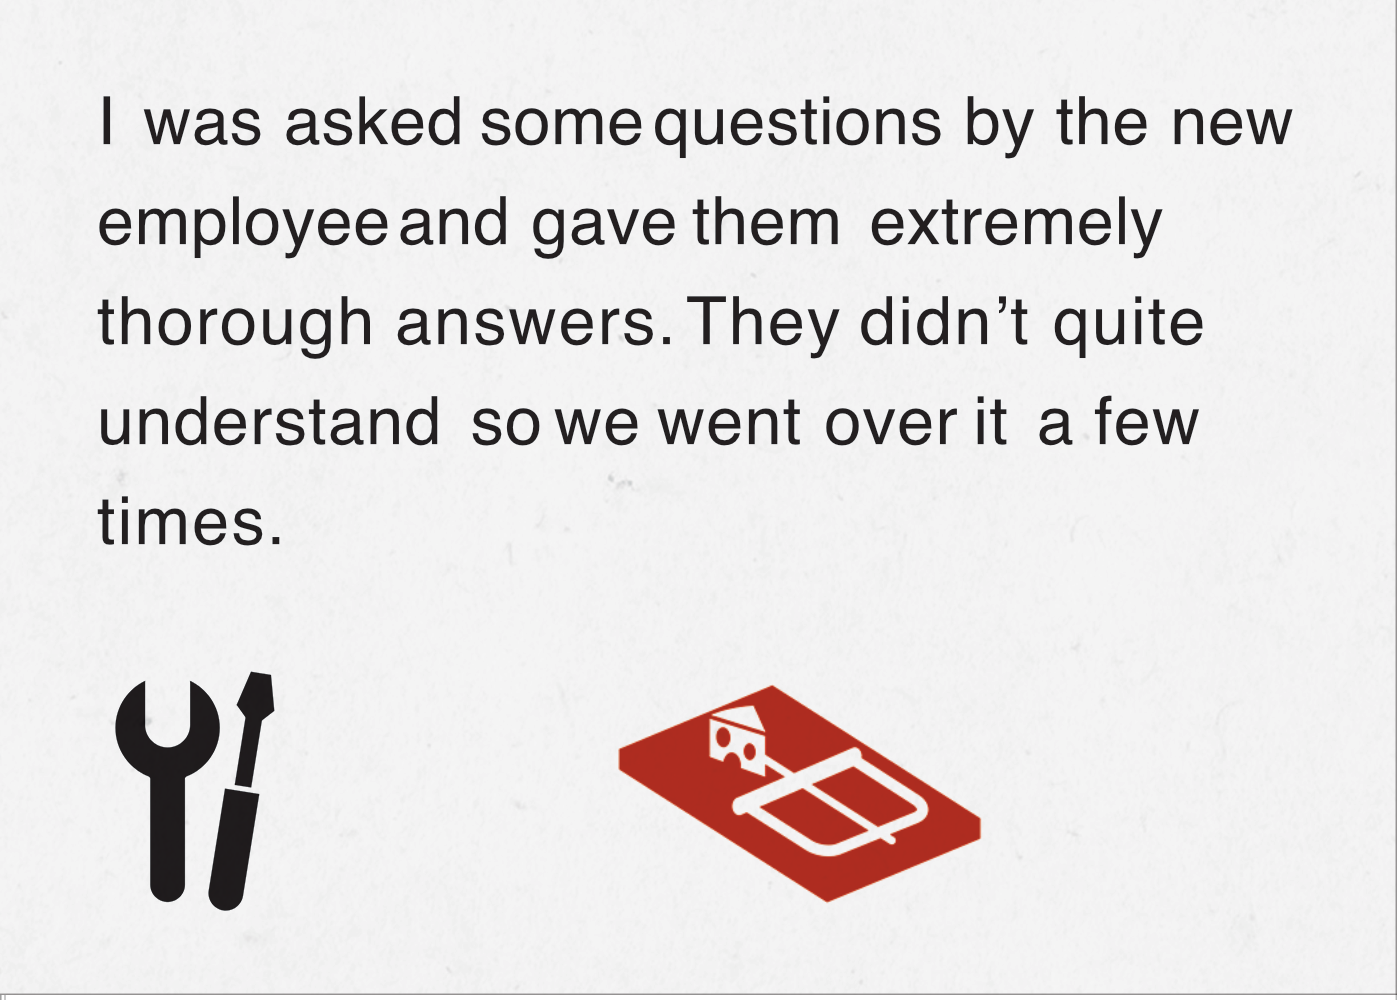 I was asked some questions by the new
employee and gave them extremely
thorough answers. They didn’t quite
understand so we went over it a few
times.